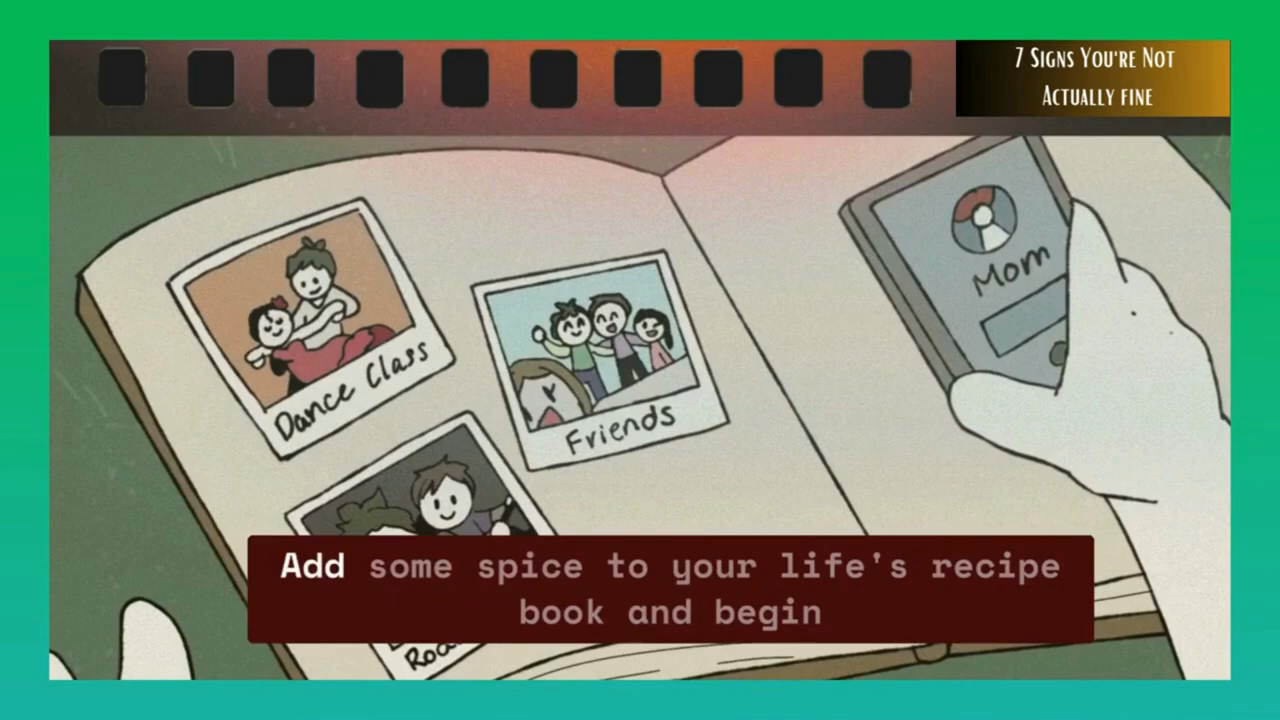 7 Signs You're Not
Actually fine
Mom
Dance Class
Friends
Add some spice to your life's recipe
book and begin